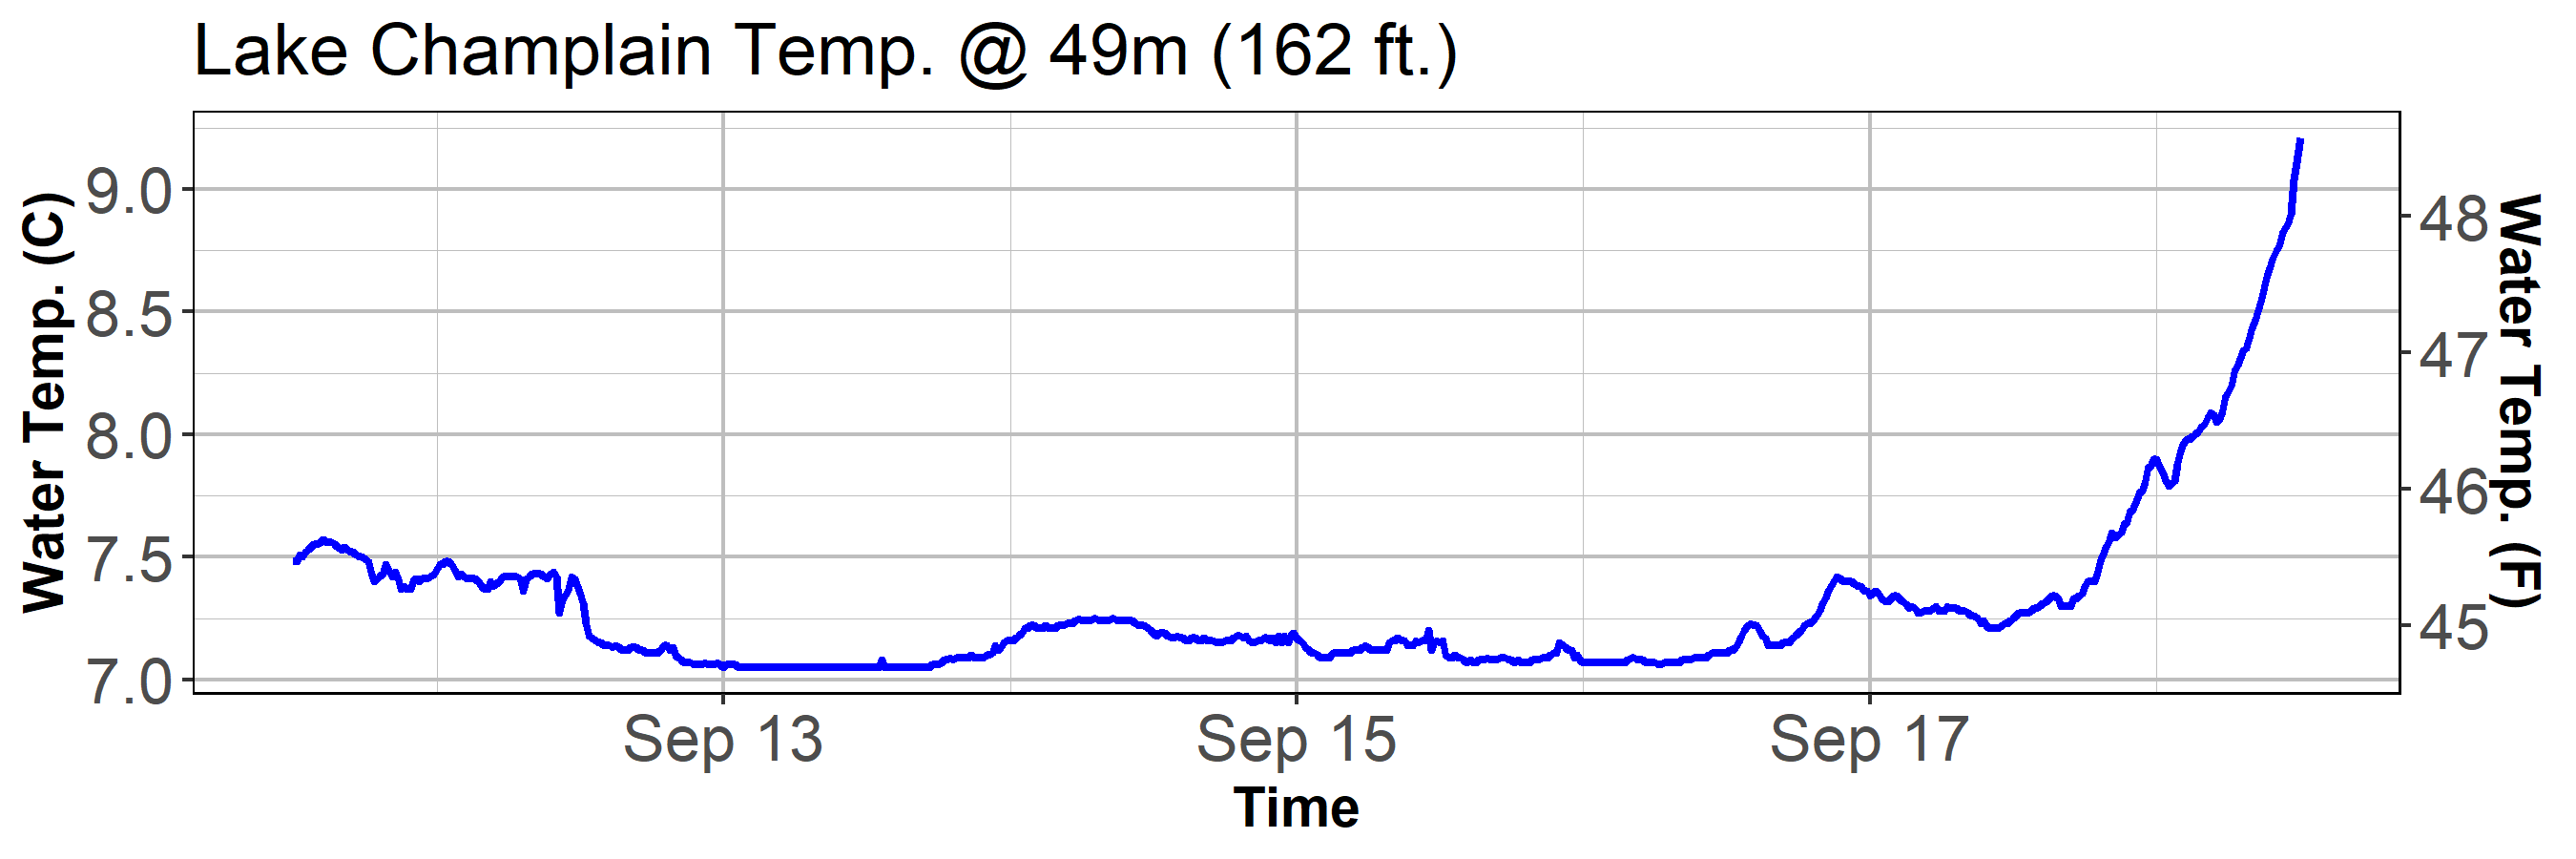 Lake Champlain Temp. @ 49m (162 ft.)
Water Temp. (C)
9.0
8.5
8.0
7.5
7.0
48
47
46
45
Water Temp. (F)
Sep 13
Sep 15
Sep 17
Time